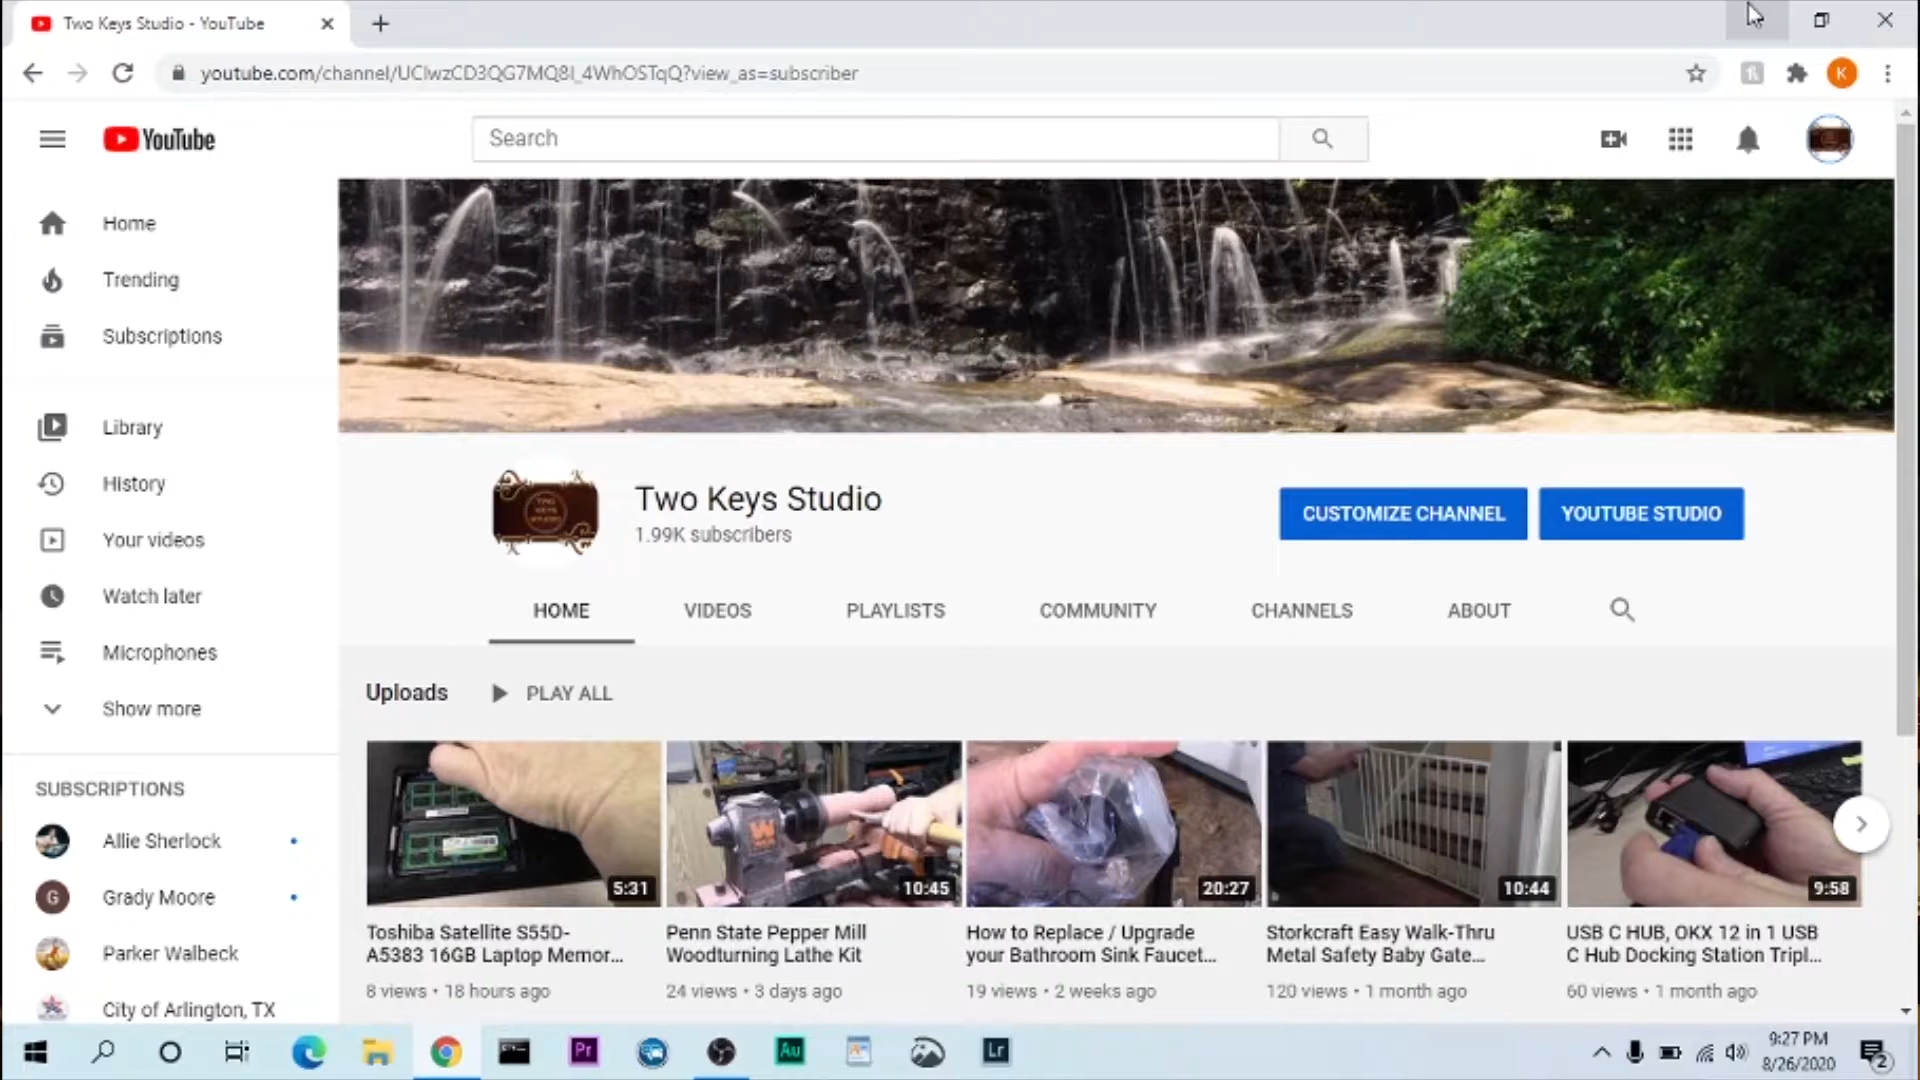 Two Keys Studio - YouTube
youtube.com/channel/UClwzCD3QG7MQ8I_4WhOSTqQ?view_as=subscriber
K
YouTube
Search
Home
Trending
Subscriptions
Library
History
Your videos
Watch later
Microphones
Show more
SUBSCRIPTIONS
Allie Sherlock
G
Grady Moore
Parker Walbeck
City of Arlington, TX
TWO
KEYS
STUDIO
Two Keys Studio
1.99K subscribers
CUSTOMIZE CHANNEL
YOUTUBE STUDIO
HOME
VIDEOS
PLAYLISTS
COMMUNITY
CHANNELS
ABOUT
Uploads
PLAY ALL
5:31
Toshiba Satellite S55D-
A5383 16GB Laptop Memor...
8 views • 18 hours ago
10:45
Penn State Pepper Mill
Woodturning Lathe Kit
24 views • 3 days ago
20:27
How to Replace / Upgrade
your Bathroom Sink Faucet...
19 views • 2 weeks ago
10:44
Storkcraft Easy Walk-Thru
Metal Safety Baby Gate...
120 views • 1 month ago
9:58
USB C HUB, OKX 12 in 1 USB
C Hub Docking Station Tripl...
60 views • 1 month ago
Pr
Au
Lr
9:27 PM
8/26/2020
2